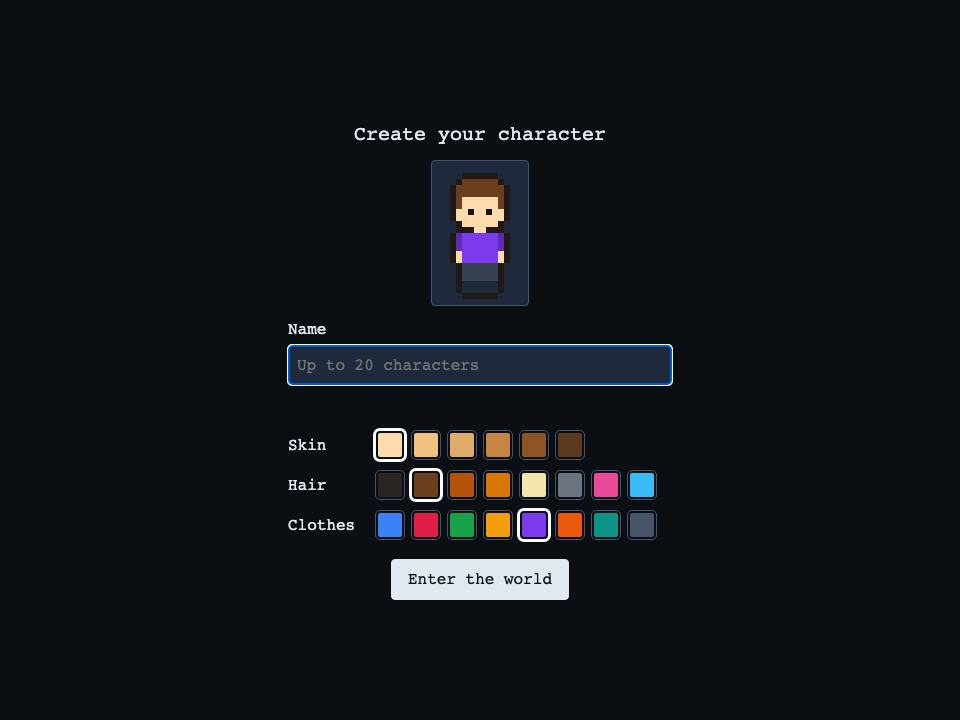 Create your character
Name
Up to 20 characters
Skin
Hair
Clothes
Enter the world